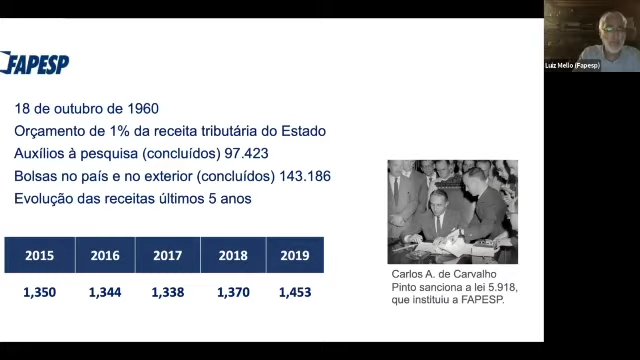 FAPESP
18 de outubro de 1960
Orçamento de 1% da receita tributária do Estado
Auxílios à pesquisa (concluídos) 97.423
Bolsas no país e no exterior (concluídos) 143.186
Evolução das receitas últimos 5 anos
2015 2016 2017 2018 2019
1,350 1,344 1,338 1,370 1,453
Carlos A. de Carvalho
Pinto sanciona a lei 5.918,
que instituiu a FAPESP.
Luiz Mello (Fapesp)